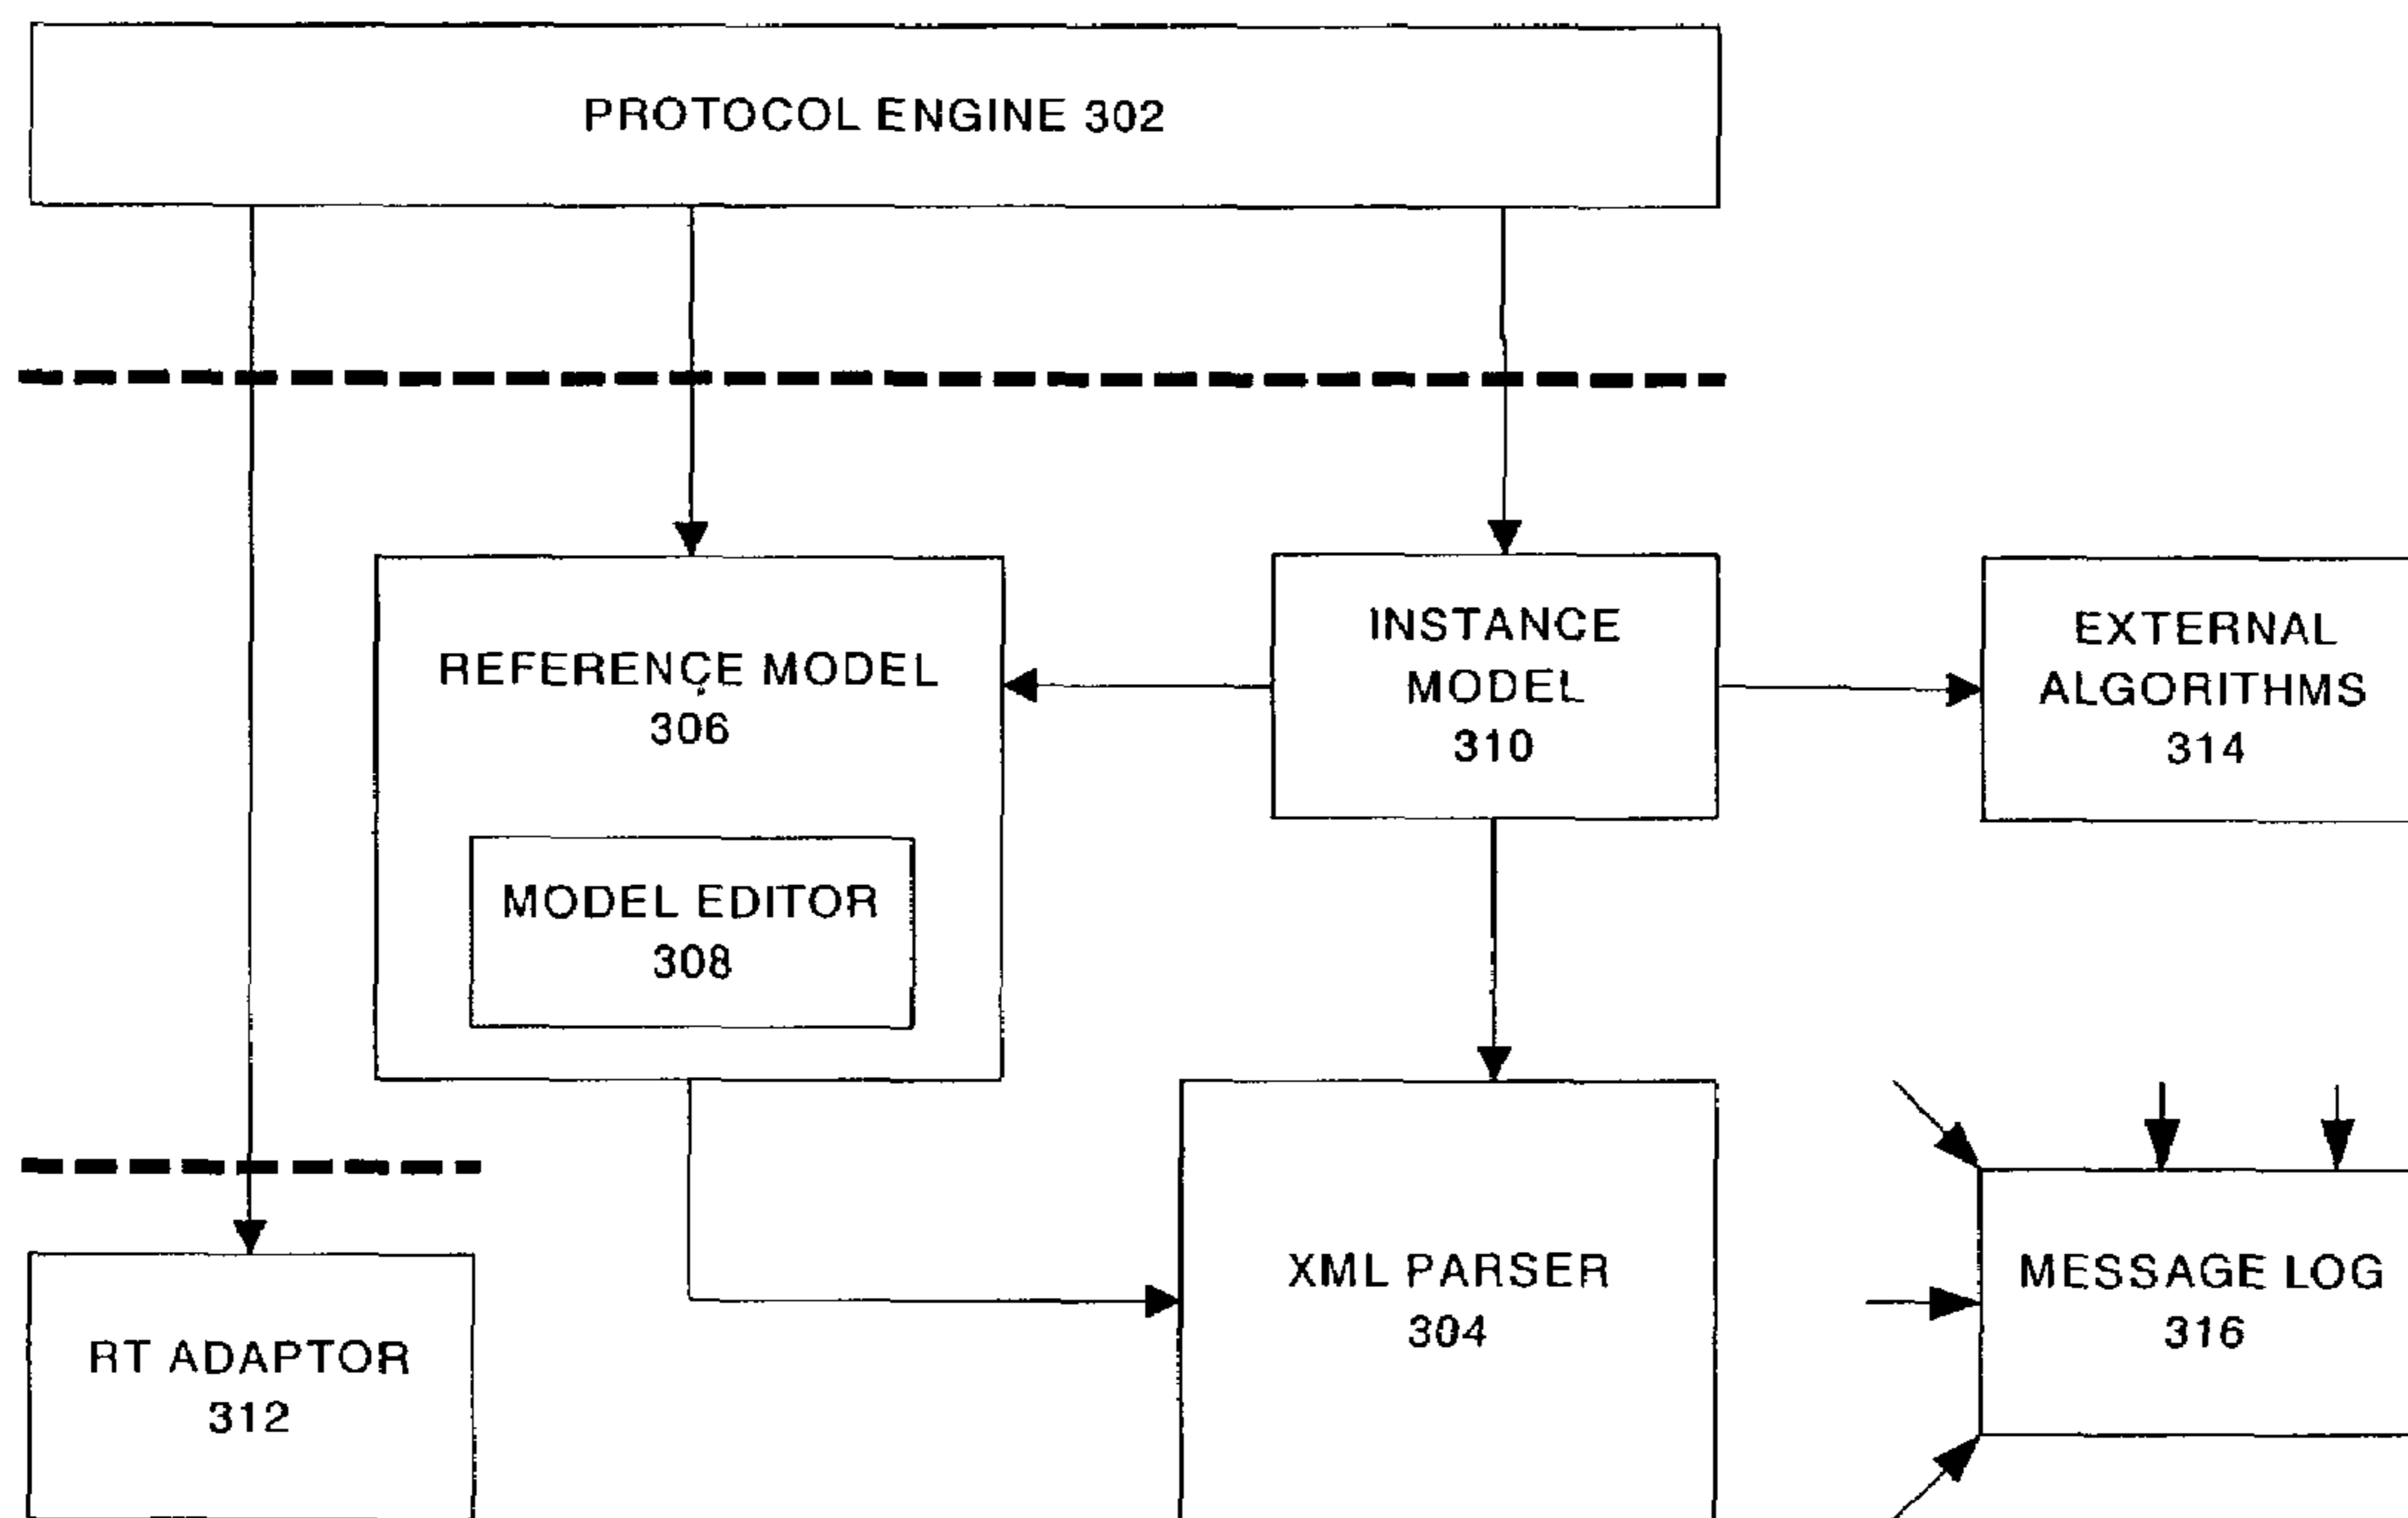 PROTOCOL ENGINE 302
REFERENCE MODEL
306
MODEL EDITOR
308
INSTANCE
MODEL
310
EXTERNAL
ALGORITHMS
314
RT ADAPTOR
312
XML PARSER
304
MESSAGE LOG
316